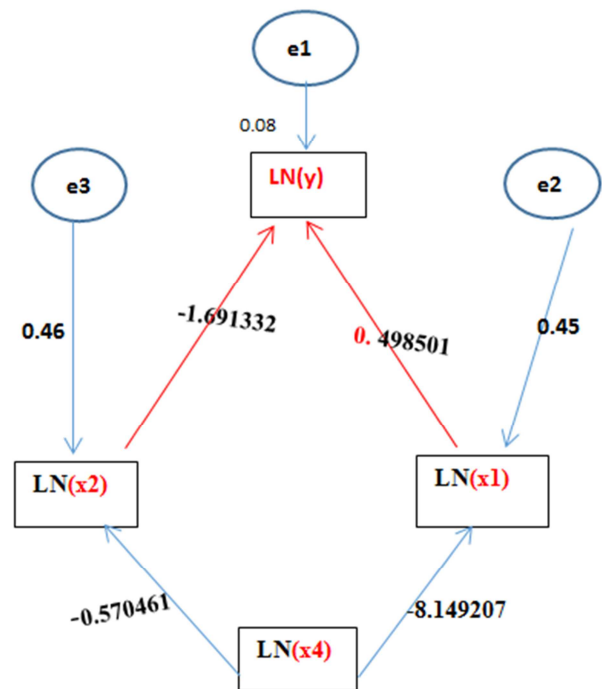 e1
0.08
LN(y)
e3
e2
-1.691332
0. 498501
0.46
0.45
LN(x2)
LN(x1)
-0.570461
-8.149207
LN(x4)